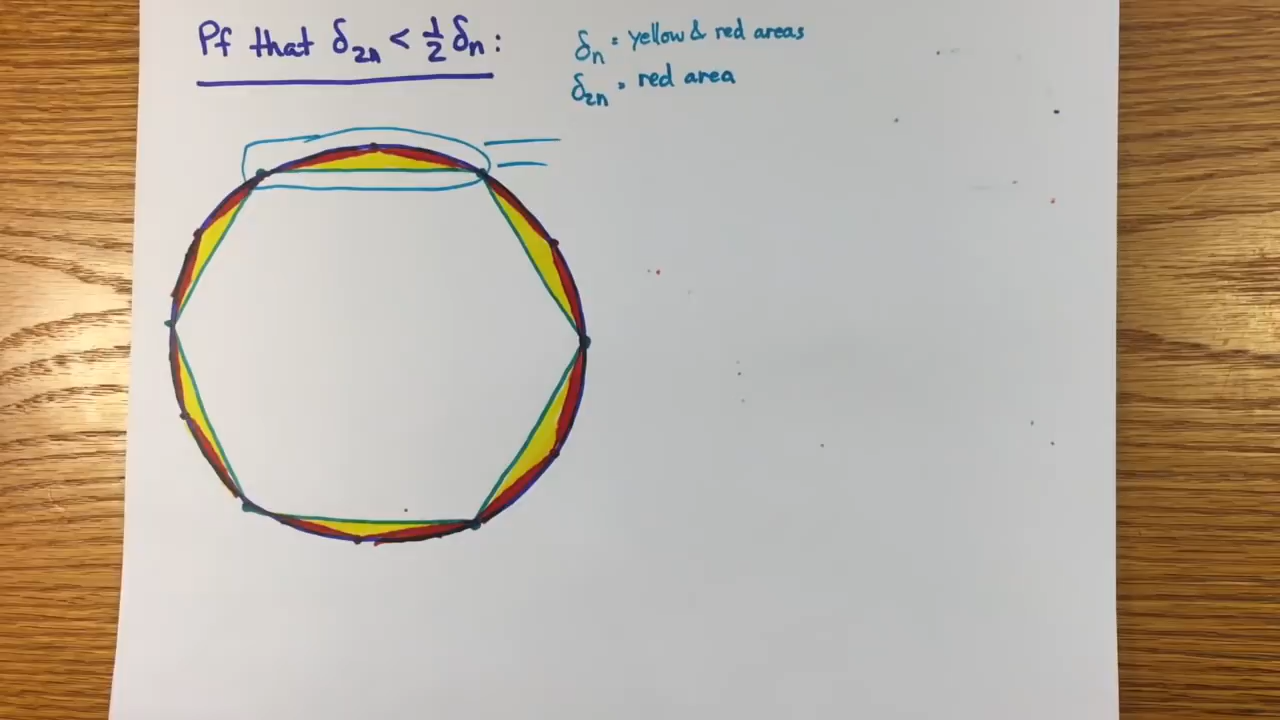 Pf that δ₂ₙ < ½ δₙ :
δₙ = yellow & red areas
δ₂ₙ = red area